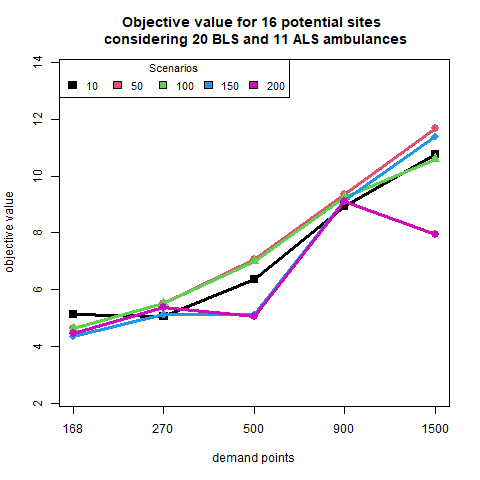 Objective value for 16 potential sites
considering 20 BLS and 11 ALS ambulances
Scenarios
10 50 100 150 200
objective value
14
12
10
8
6
4
2
168 270 500 900 1500
demand points